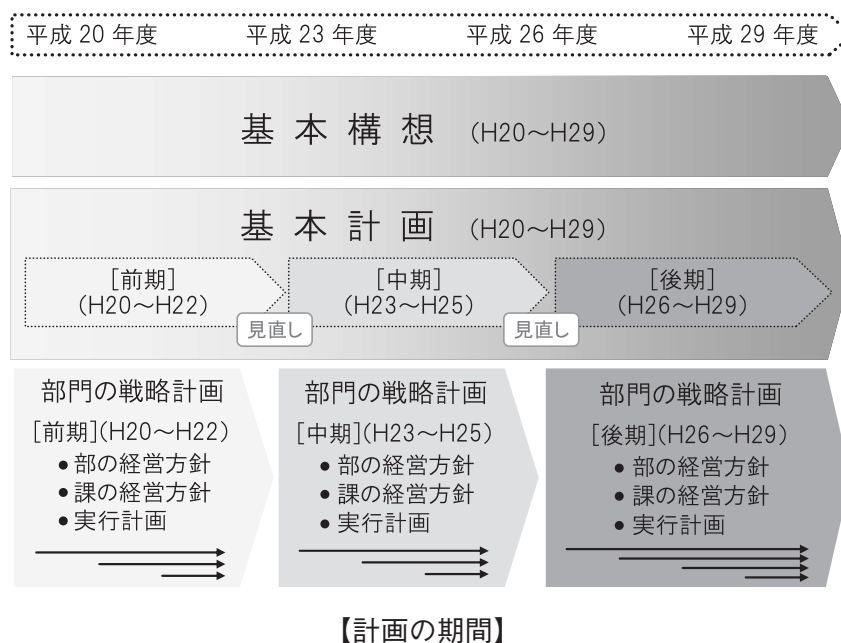 平成 20 年度 平成 23 年度 平成 26 年度 平成 29 年度
基本構想 (H20～H29)
基本計画 (H20～H29)
[前期]
(H20～H22)
[中期]
(H23～H25)
[後期]
(H26～H29)
見直し
見直し
部門の戦略計画
[前期](H20～H22)
●部の経営方針
●課の経営方針
●実行計画
部門の戦略計画
[中期](H23～H25)
●部の経営方針
●課の経営方針
●実行計画
部門の戦略計画
[後期](H26～H29)
●部の経営方針
●課の経営方針
●実行計画
【計画の期間】